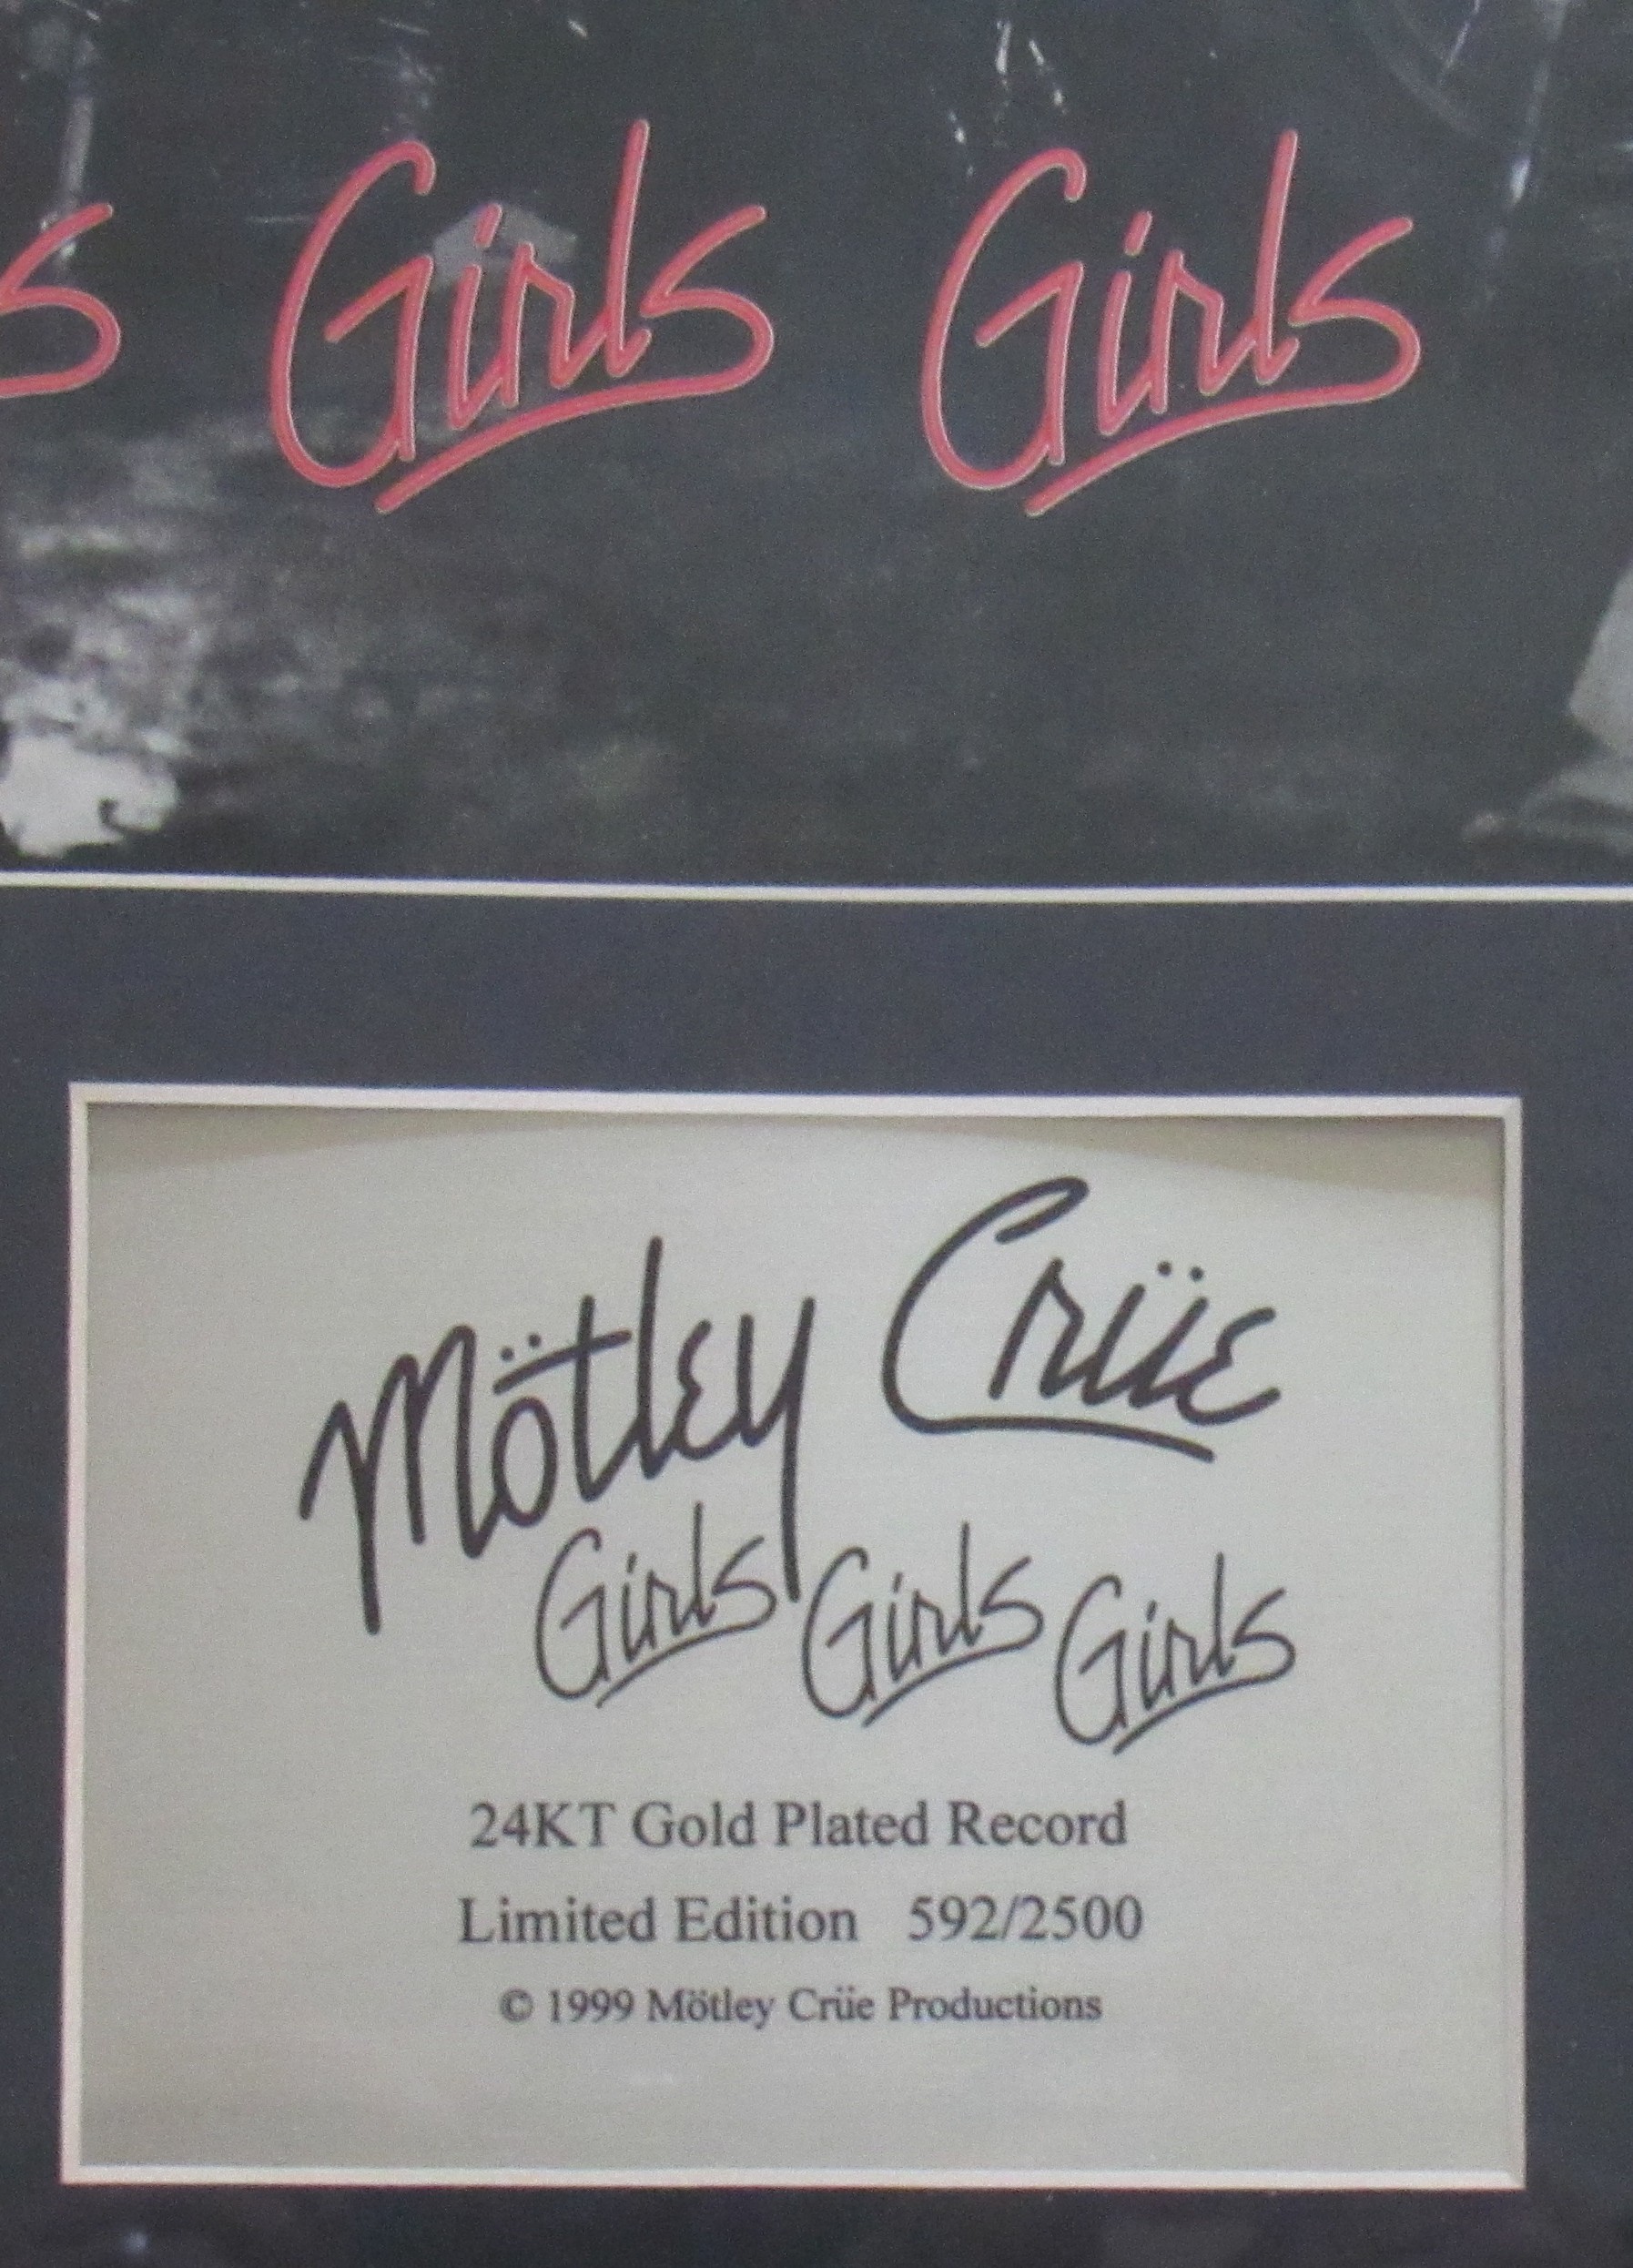 s Girls Girls
Mötley Crüe
Girls Girls Girls
24KT Gold Plated Record
Limited Edition 592/2500
© 1999 Mötley Crüe Productions